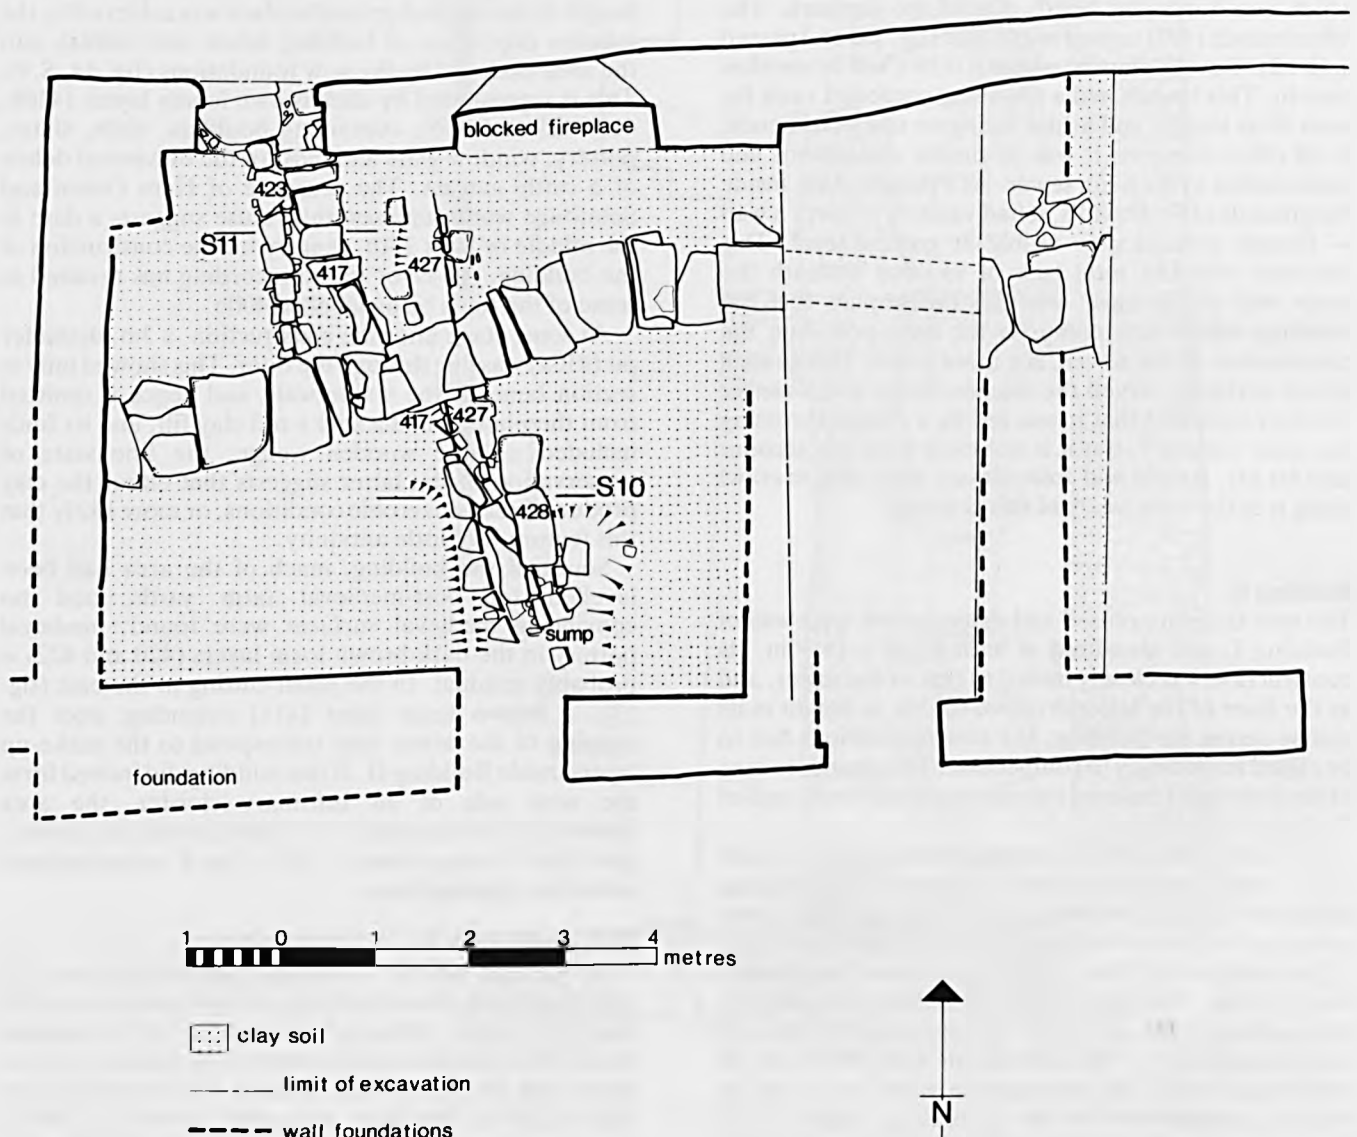 blocked fireplace
423
S11
417
427
417
427
S10
428
sump
foundation
1 0 1 2 3 4
metres
clay soil
limit of excavation
wall foundations
N